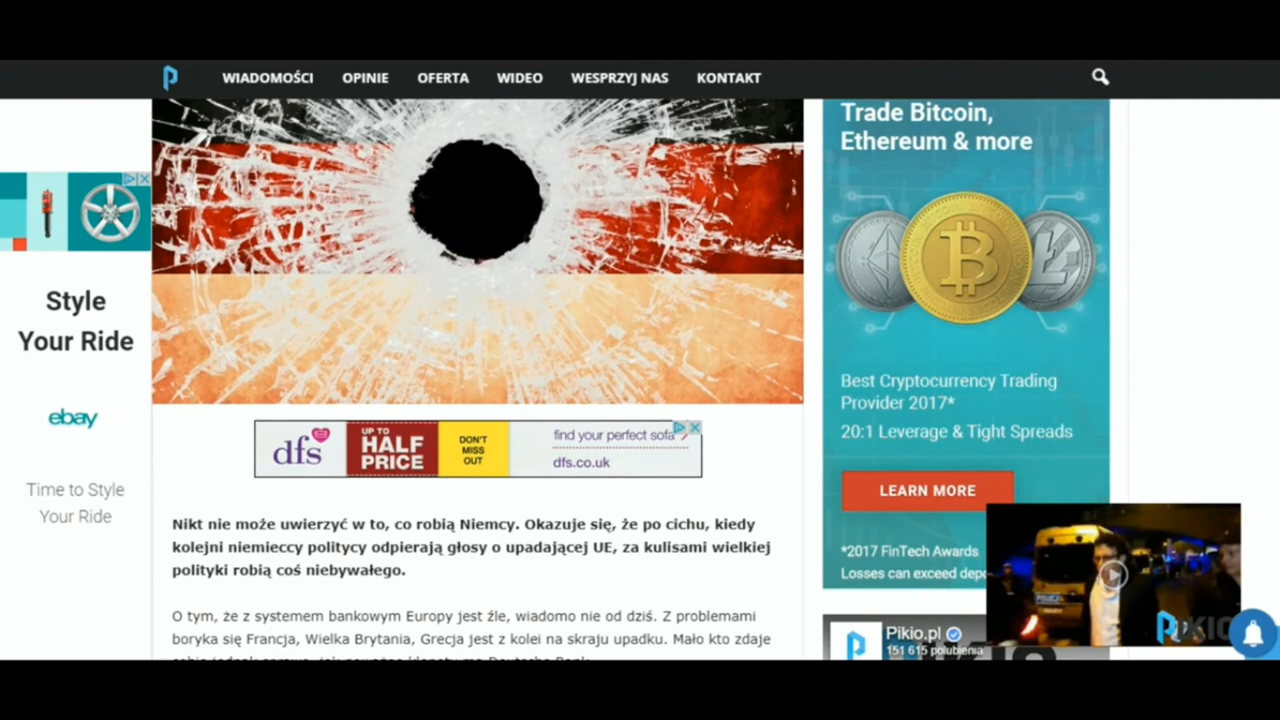 WIADOMOŚCI OPINIE OFERTA WIDEO WESPRZYJ NAS KONTAKT
Style
Your Ride
ebay
Time to Style
Your Ride
dfs
UP TO
HALF
PRICE
DON'T
MISS
OUT
find your perfect sofa
dfs.co.uk
Nikt nie może uwierzyć w to, co robią Niemcy. Okazuje się, że po cichu, kiedy
kolejni niemieccy politycy odpierają głosy o upadającej UE, za kulisami wielkiej
polityki robią coś niebywałego.
O tym, że z systemem bankowym Europy jest źle, wiadomo nie od dziś. Z problemami
boryka się Francja, Wielka Brytania, Grecja jest z kolei na skraju upadku. Mało kto zdaje
Trade Bitcoin,
Ethereum & more
Best Cryptocurrency Trading
Provider 2017*
20:1 Leverage & Tight Spreads
LEARN MORE
*2017 FinTech Awards
Losses can exceed depo
Pikio.pl
151 615 polubienia
PIKIO